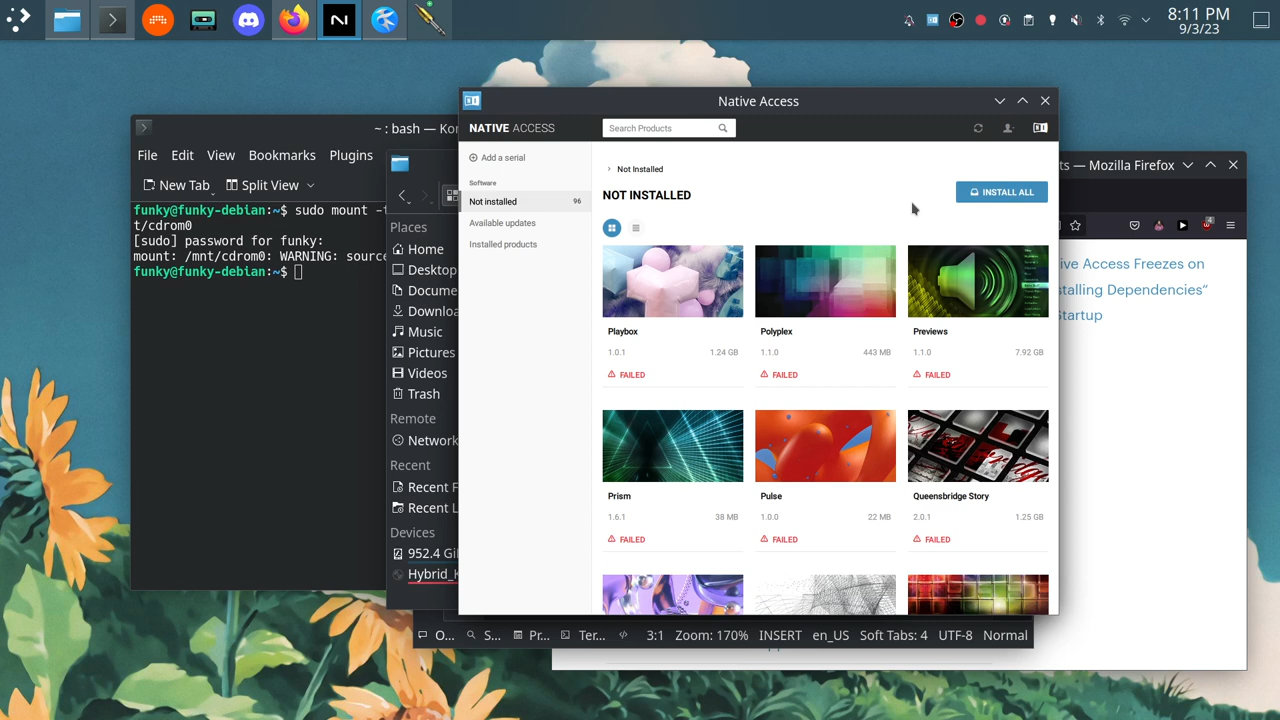 8:11 PM
9/3/23
Native Access
~ : bash — Kon
File Edit View Bookmarks Plugins
New Tab Split View
funky@funky-debian:~$ sudo mount -t
t/cdrom0
[sudo] password for funky:
mount: /mnt/cdrom0: WARNING: source
funky@funky-debian:~$
Places
Home
Desktop
Docume
Downloa
Music
Pictures
Videos
Trash
Remote
Network
Recent
Recent F
Recent L
Devices
952.4 Gi
Hybrid_K
NATIVE ACCESS
Search Products
Add a serial
Software
Not installed 96
Available updates
Installed products
Not Installed
NOT INSTALLED
INSTALL ALL
Playbox
1.0.1 1.24 GB
FAILED
Polyplex
1.1.0 443 MB
FAILED
Previews
1.1.0 7.92 GB
FAILED
Prism
1.6.1 38 MB
FAILED
Pulse
1.0.0 22 MB
FAILED
Queensbridge Story
2.0.1 1.25 GB
FAILED
ts — Mozilla Firefox
4
ive Access Freezes on
stalling Dependencies”
Startup
O... S... Pr... Ter... 3:1 Zoom: 170% INSERT en_US Soft Tabs: 4 UTF-8 Normal